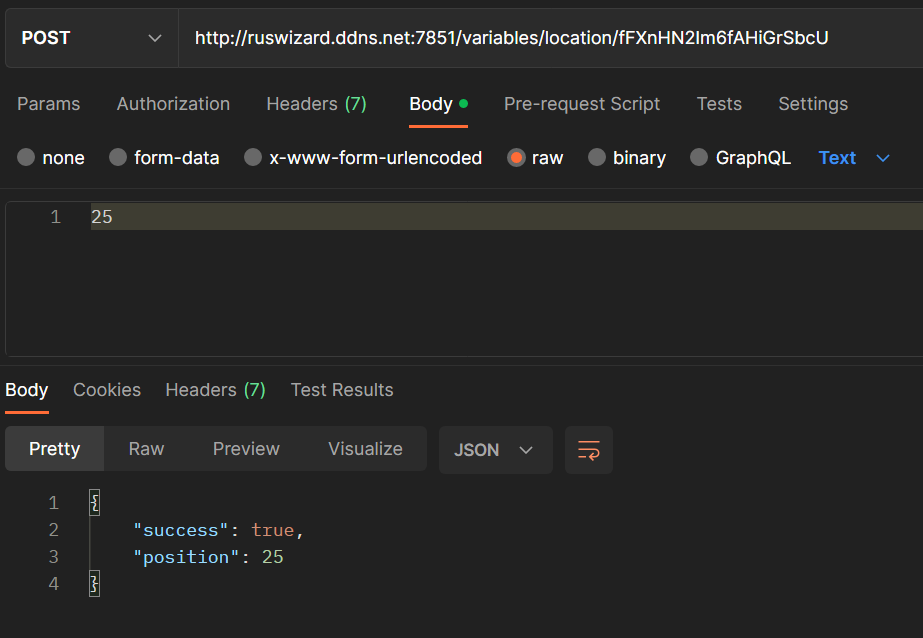 POST http://ruswizard.ddns.net:7851/variables/location/fFXnHN2Im6fAHiGrSbcU
Params Authorization Headers (7) Body Pre-request Script Tests Settings
none form-data x-www-form-urlencoded raw binary GraphQL Text
1 25
Body Cookies Headers (7) Test Results
Pretty Raw Preview Visualize JSON
1 {
2 "success": true,
3 "position": 25
4 }